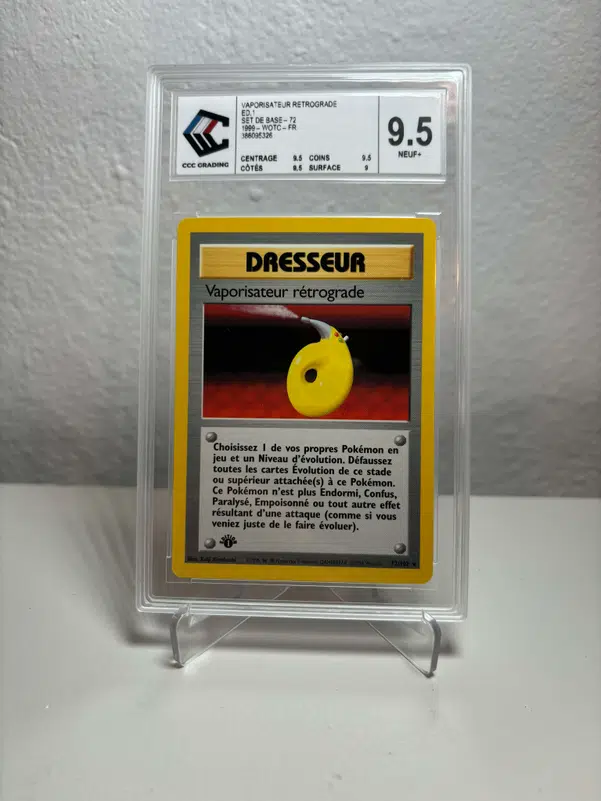 VAPORISATEUR RETROGRADE
ED.1
SET DE BASE – 72
1999 – WOTC – FR
386095326
CCC GRADING
CENTRAGE 9.5 COINS 9.5
CÔTÉS 9.5 SURFACE 9
9.5
NEUF+
DRESSEUR
Vaporisateur rétrograde
Choisissez 1 de vos propres Pokémon en
jeu et un Niveau d'évolution. Défaussez
toutes les cartes Évolution de ce stade
ou supérieur attachée(s) à ce Pokémon.
Ce Pokémon n'est plus Endormi, Confus,
Paralysé, Empoisonné ou tout autre effet
résultant d'une attaque (comme si vous
veniez juste de le faire évoluer).
1